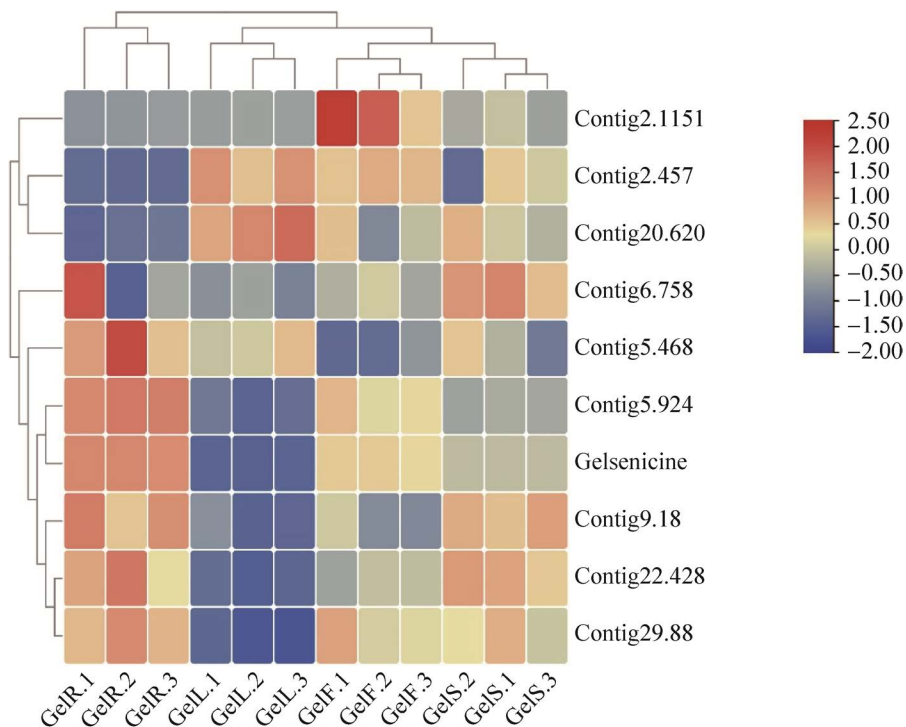 Contig2.1151
Contig2.457
Contig20.620
Contig6.758
Contig5.468
Contig5.924
Gelsenicine
Contig9.18
Contig22.428
Contig29.88
2.50
2.00
1.50
1.00
0.50
0.00
−0.50
−1.00
−1.50
−2.00
GelR.1
GelR.2
GelR.3
GelL.1
GelL.2
GelL.3
GelF.1
GelF.2
GelF.3
GelS.2
GelS.1
GelS.3